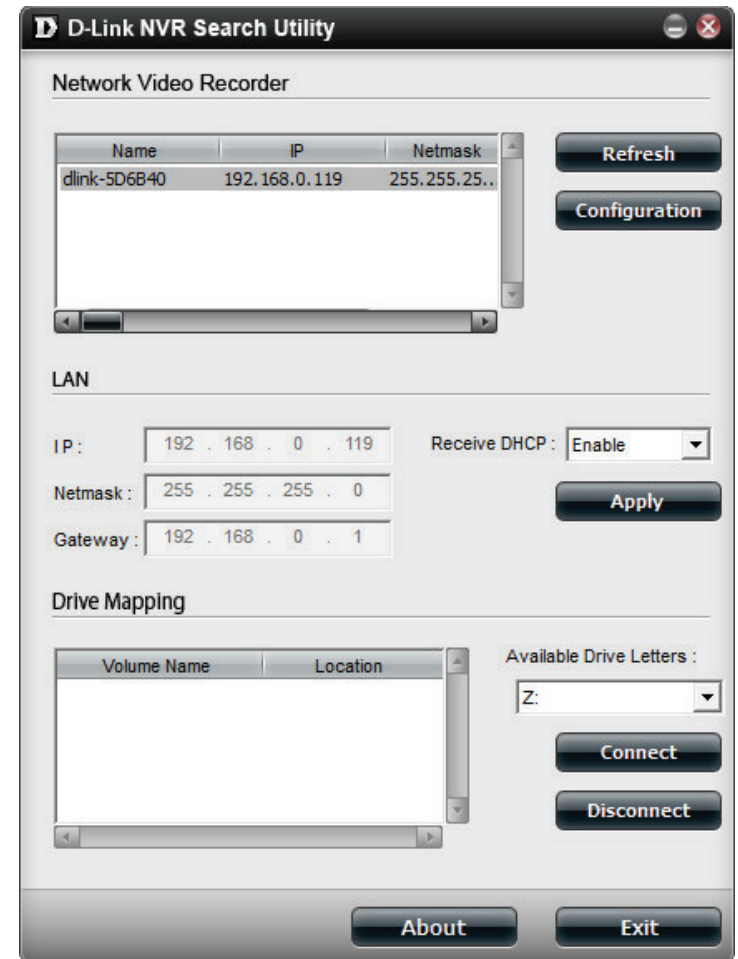 D D-Link NVR Search Utility
Network Video Recorder
Name IP Netmask
dlink-5D6B40 192.168.0.119 255.255.25...
Refresh
Configuration
LAN
IP: 192 . 168 . 0 . 119
Receive DHCP : Enable
Netmask : 255 . 255 . 255 . 0
Apply
Gateway : 192 . 168 . 0 . 1
Drive Mapping
Volume Name Location
Available Drive Letters :
Z:
Connect
Disconnect
About Exit